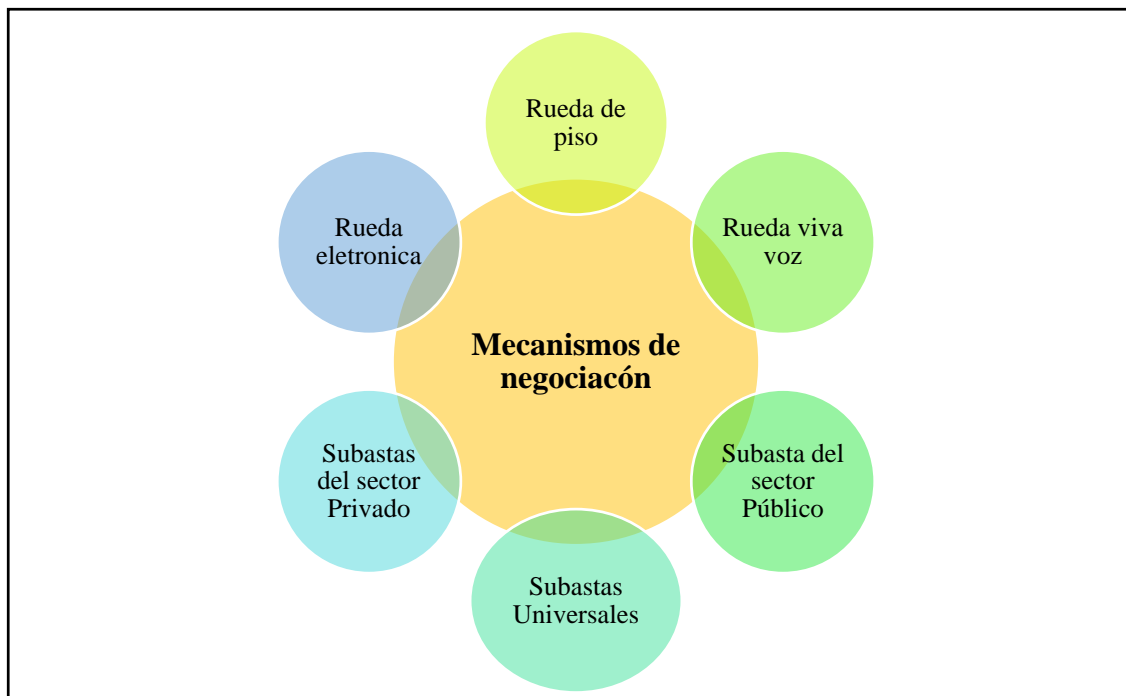 Rueda de
piso
Rueda viva
voz
Subasta del
sector
Público
Subastas
Universales
Subastas
del sector
Privado
Rueda
eletronica
Mecanismos de
negociacón